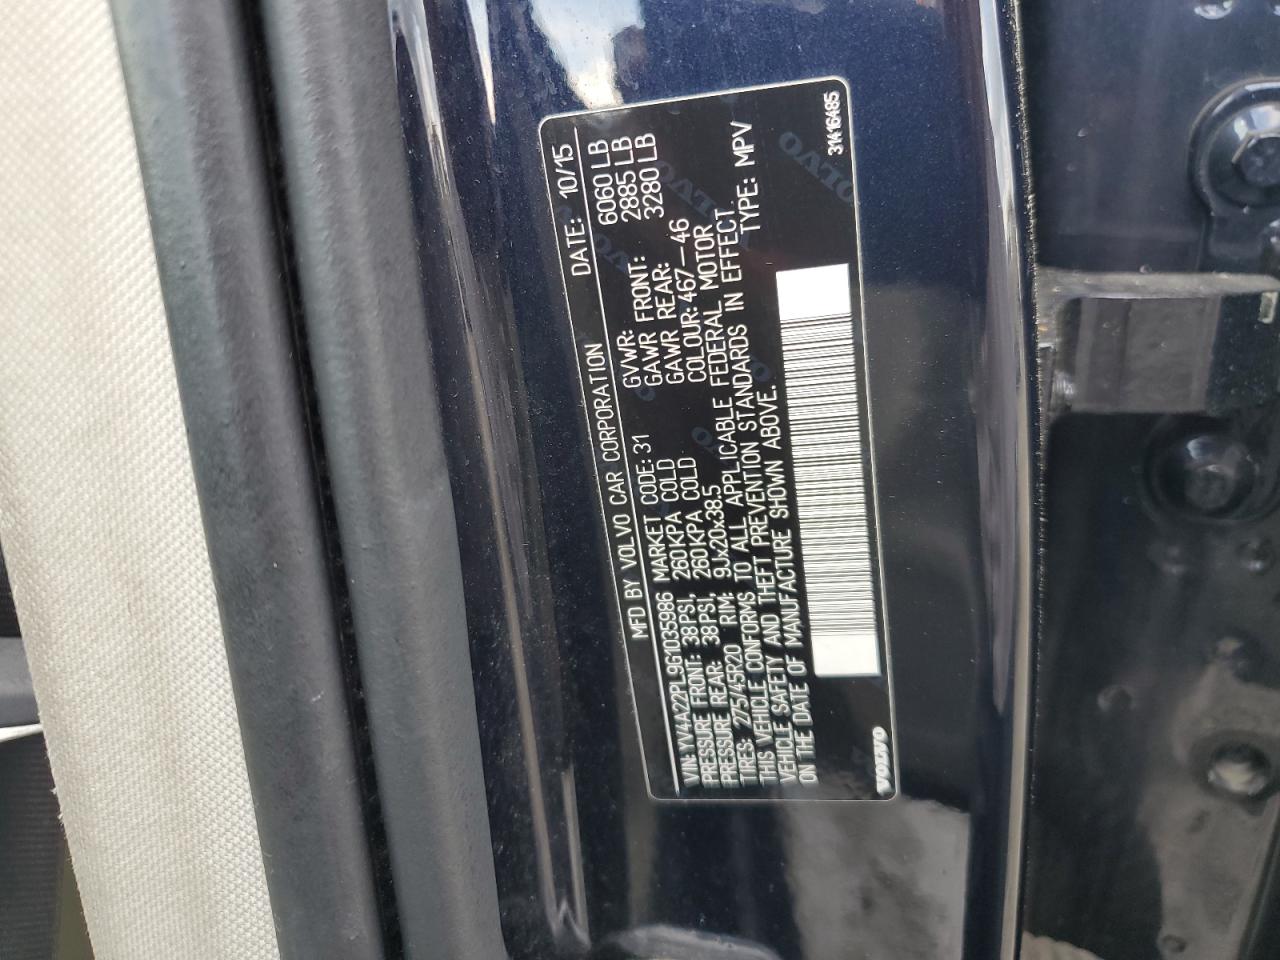 MFD BY VOLVO CAR CORPORATION DATE: 10/15
VIN: YV4A22PL9G1035986 MARKET CODE: 31 GVWR: 6060 LB
PRESSURE FRONT: 38PSI, 260KPA COLD GAWR FRONT: 2885 LB
PRESSURE REAR: 38PSI, 260KPA COLD GAWR REAR: 3280 LB
TIRES: 275/45R20 RIM: 9Jx20x38.5 COLOUR: 467-46
THIS VEHICLE CONFORMS TO ALL APPLICABLE FEDERAL MOTOR
VEHICLE SAFETY AND THEFT PREVENTION STANDARDS IN EFFECT
ON THE DATE OF MANUFACTURE SHOWN ABOVE. TYPE: MPV
VOLVO 31416485